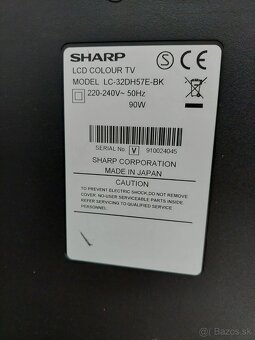 SHARP
LCD COLOUR TV
MODEL LC-32DH57E-BK
220-240V~ 50Hz
90W
SERIAL No. V 910024045
SHARP CORPORATION
MADE IN JAPAN
CAUTION
TO PREVENT ELECTRIC SHOCK,DO NOT REMOVE
COVER. NO USER-SERVICEABLE PARTS INSIDE.
REFER SERVICING TO QUALIFIED SERVICE
PERSONNEL.
bazos.sk